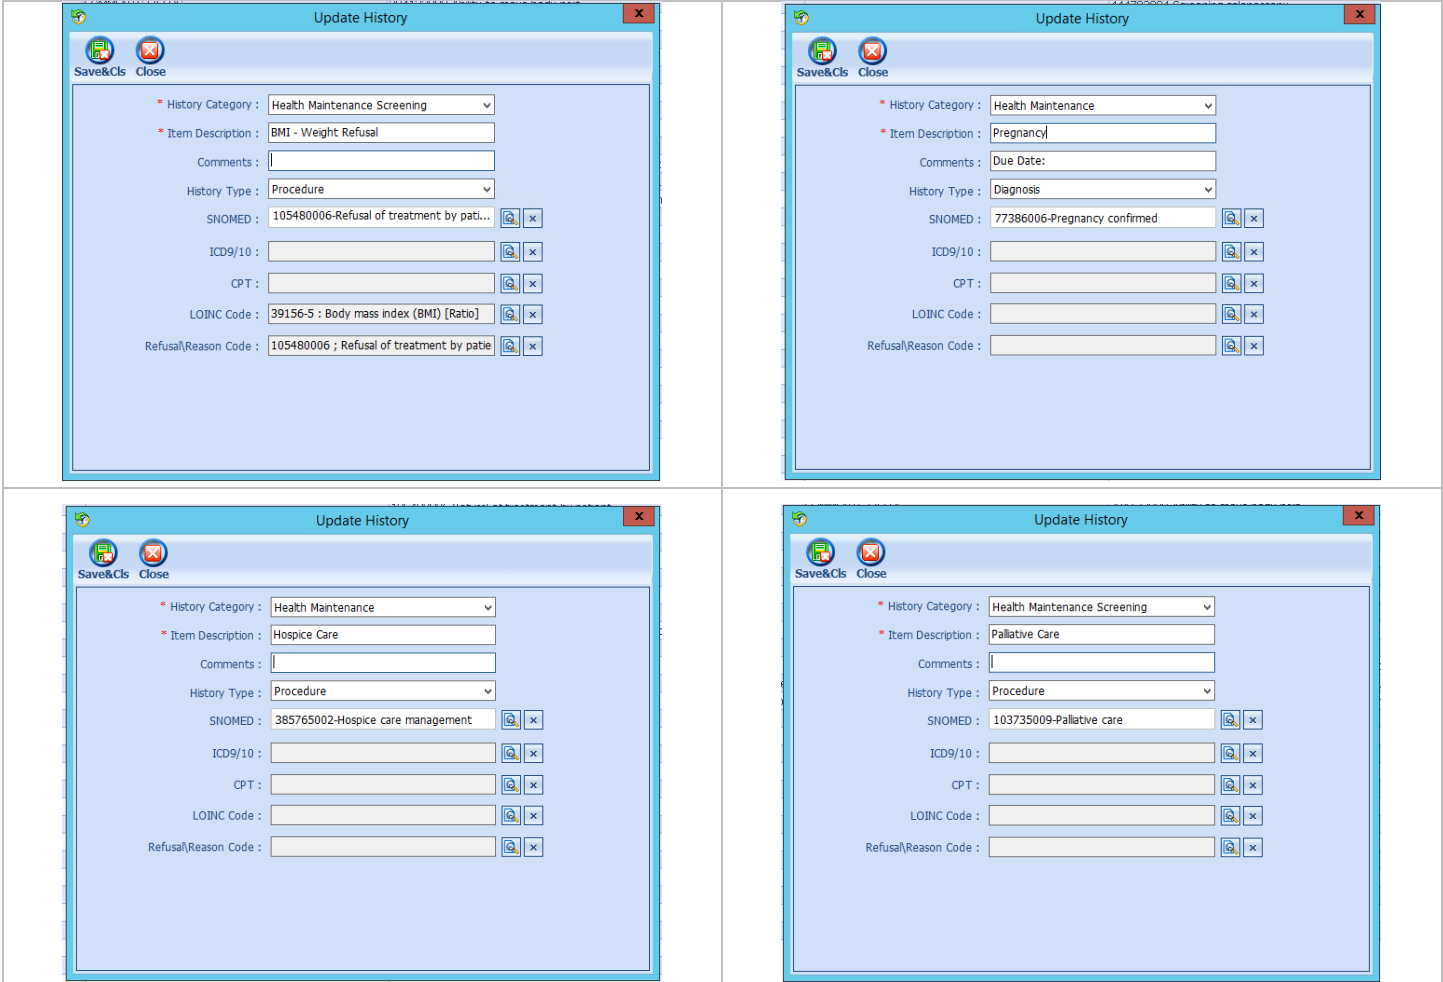 Update History
x
Save&Cls Close
* History Category : Health Maintenance Screening
* Item Description : BMI - Weight Refusal
Comments :
History Type : Procedure
SNOMED : 105480006-Refusal of treatment by pati...
ICD9/10 :
CPT :
LOINC Code : 39156-5 : Body mass index (BMI) [Ratio]
Refusal\Reason Code : 105480006 ; Refusal of treatment by patie
Update History
x
Save&Cls Close
* History Category : Health Maintenance
* Item Description : Pregnancy
Comments : Due Date:
History Type : Diagnosis
SNOMED : 77386006-Pregnancy confirmed
ICD9/10 :
CPT :
LOINC Code :
Refusal\Reason Code :
Update History
x
Save&Cls Close
* History Category : Health Maintenance
* Item Description : Hospice Care
Comments :
History Type : Procedure
SNOMED : 385765002-Hospice care management
ICD9/10 :
CPT :
LOINC Code :
Refusal\Reason Code :
Update History
x
Save&Cls Close
* History Category : Health Maintenance Screening
* Item Description : Palliative Care
Comments :
History Type : Procedure
SNOMED : 103735009-Palliative care
ICD9/10 :
CPT :
LOINC Code :
Refusal\Reason Code :